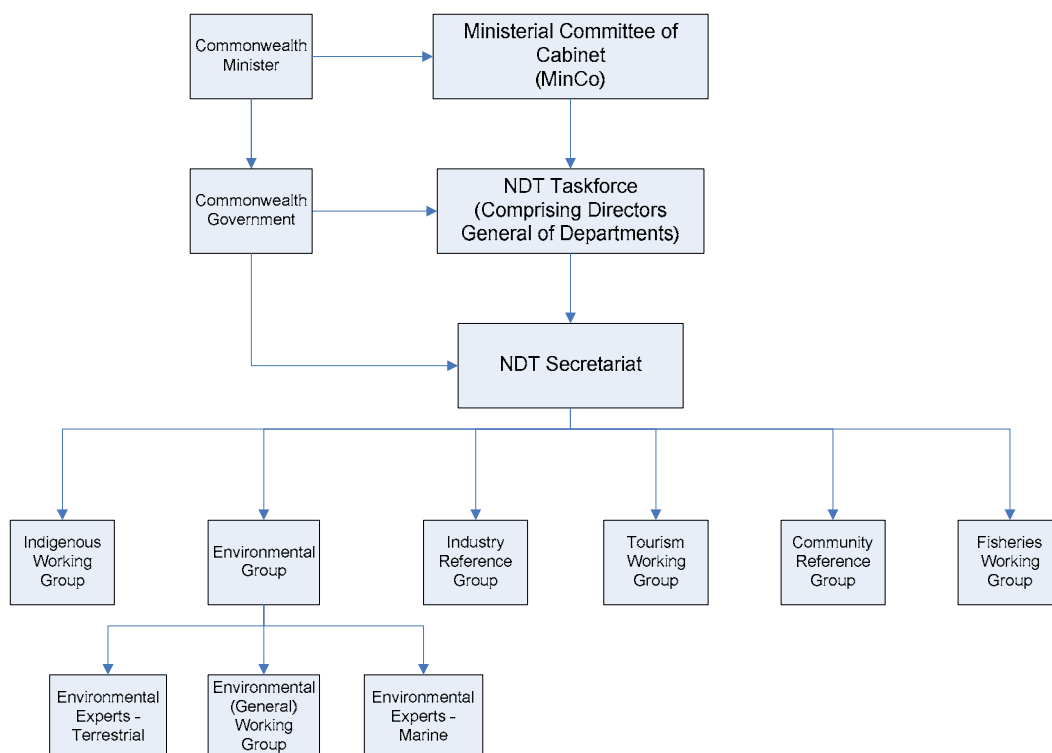 Commonwealth
Minister
Ministerial Committee of
Cabinet
(MinCo)
Commonwealth
Government
NDT Taskforce
(Comprising Directors
General of Departments)
NDT Secretariat
Indigenous
Working
Group
Environmental
Group
Industry
Reference
Group
Tourism
Working
Group
Community
Reference
Group
Fisheries
Working
Group
Environmental
Experts -
Terrestrial
Environmental
(General)
Working
Group
Environmental
Experts -
Marine